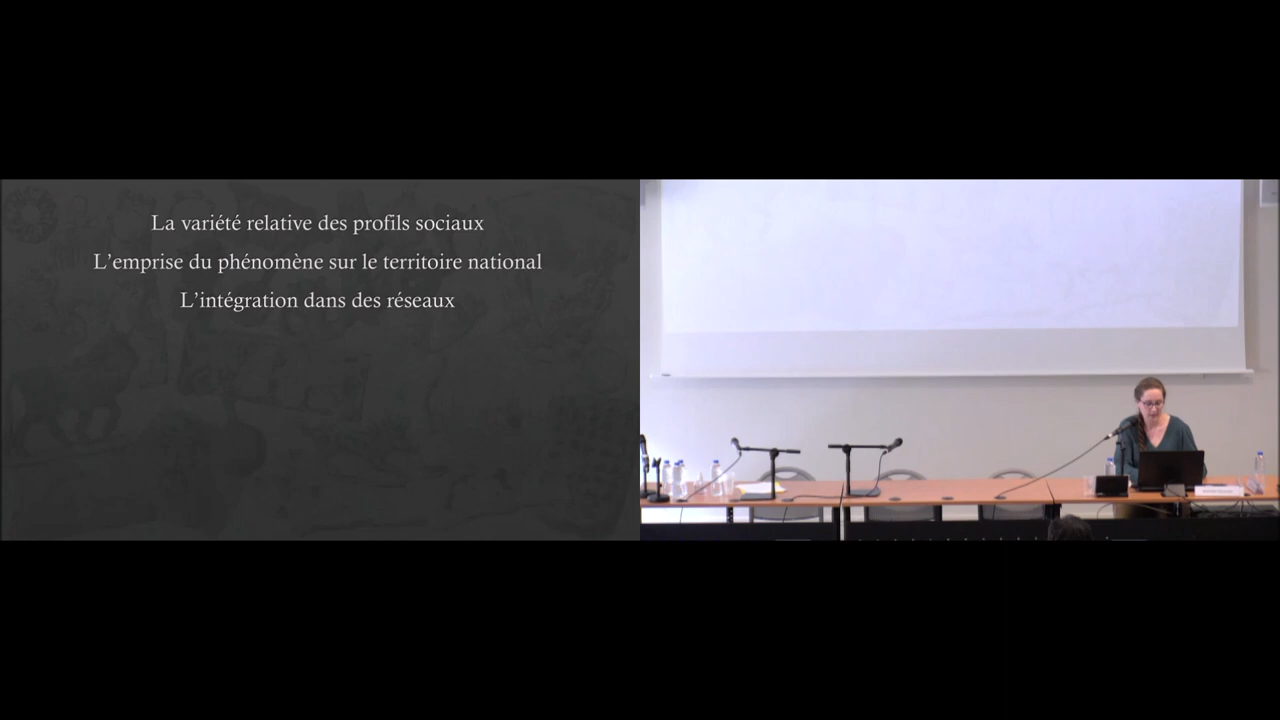 La variété relative des profils sociaux
L’emprise du phénomène sur le territoire national
L’intégration dans des réseaux